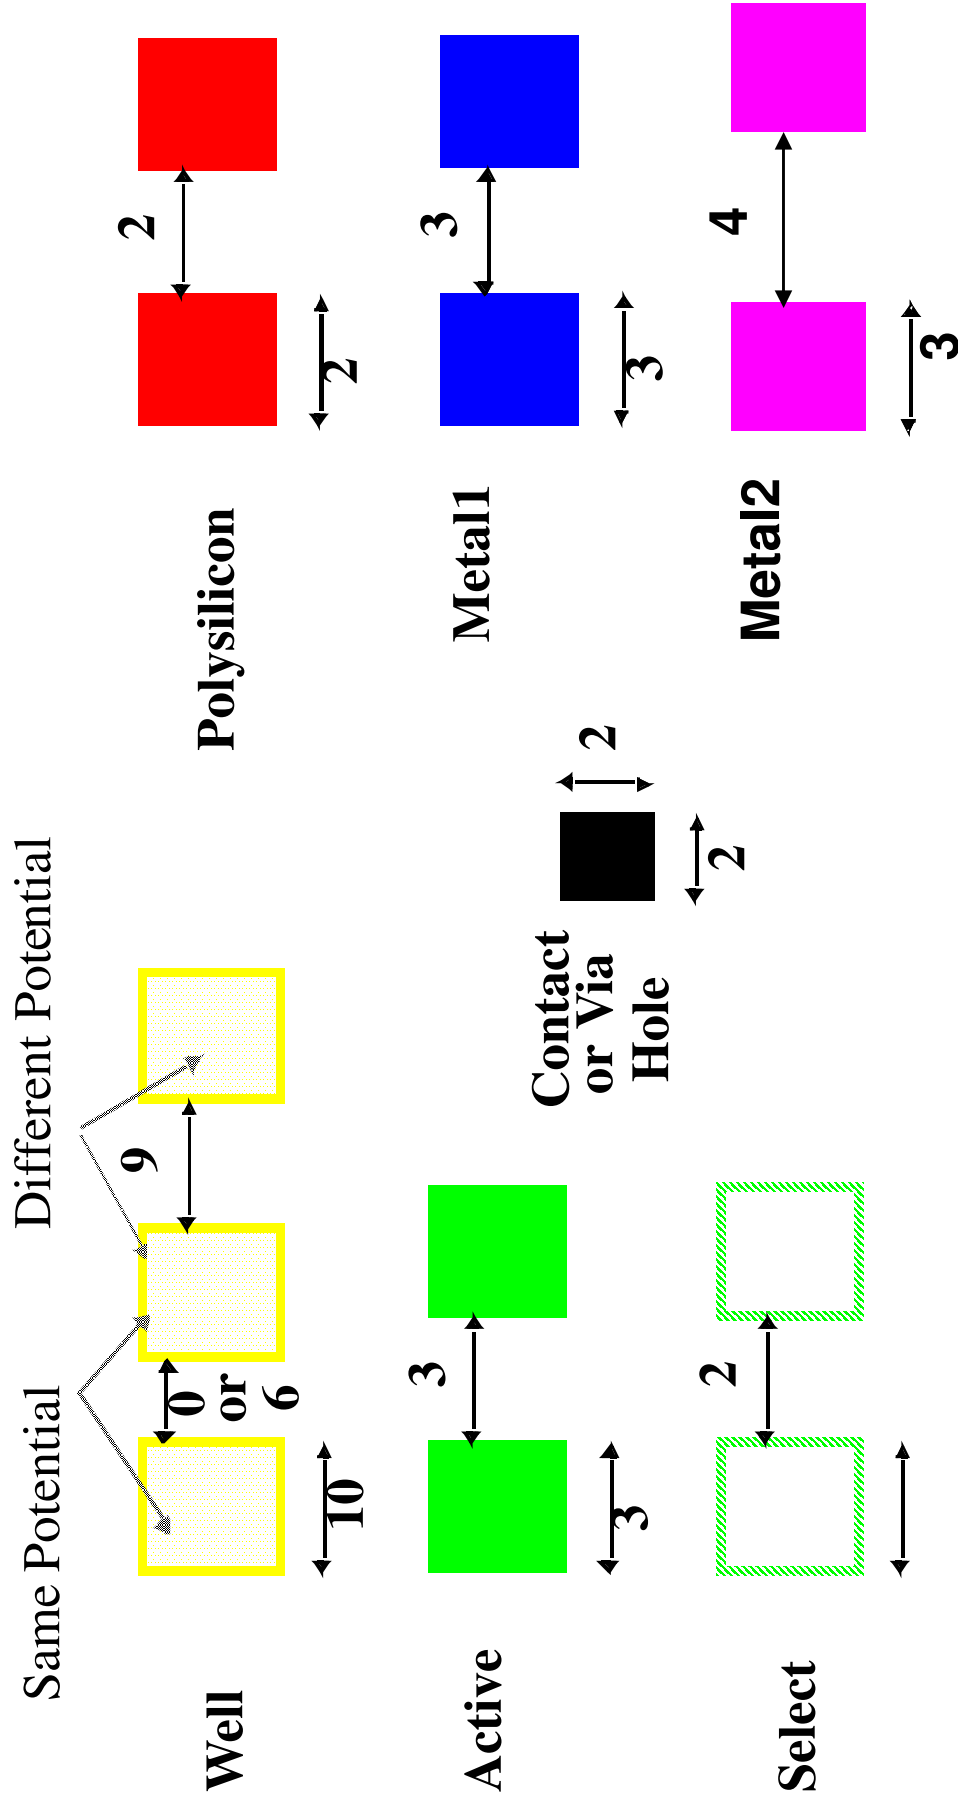 Same Potential
Different Potential
Well
0
or
6
9
10
Polysilicon
2
2
Active
3
3
Metal1
3
3
Contact
or Via
Hole
2
2
Select
2
Metal2
4
3